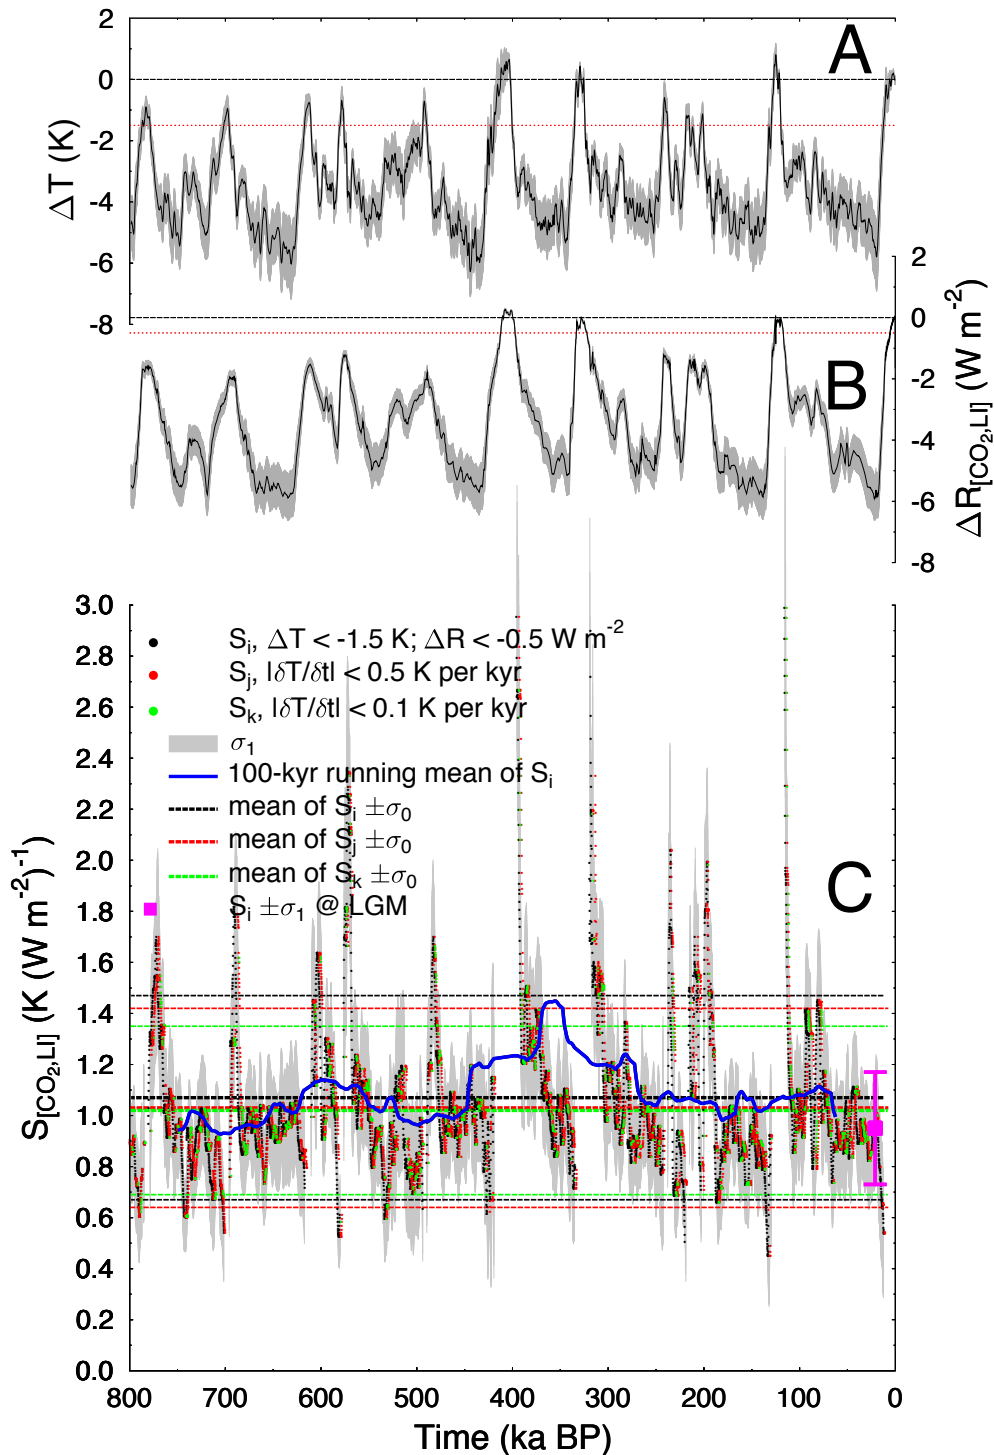 A
2
0
-2
-4
-6
-8
ΔT (K)
B
2
0
-2
-4
-6
-8
ΔR[CO2,LI] (W m-2)
C
3.0
2.8
2.6
2.4
2.2
2.0
1.8
1.6
1.4
1.2
1.0
0.8
0.6
0.4
0.2
0.0
S[CO2,LI] (K (W m-2)-1)
Si, ΔT < -1.5 K; ΔR < -0.5 W m-2
Sj, |δT/δt| < 0.5 K per kyr
Sk, |δT/δt| < 0.1 K per kyr
σ1
100-kyr running mean of Si
mean of Si ±σ0
mean of Sj ±σ0
mean of Sk ±σ0
Si ±σ1 @ LGM
800 700 600 500 400 300 200 100 0
Time (ka BP)